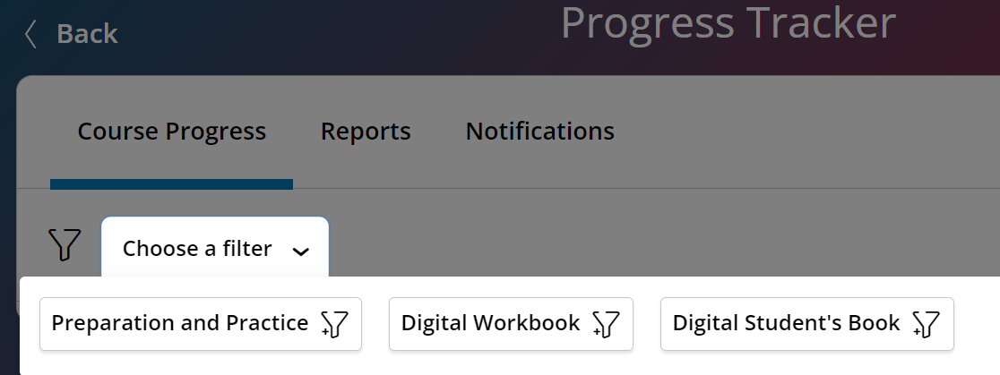 Back
Progress Tracker
Course Progress
Reports
Notifications
Choose a filter
Preparation and Practice
Digital Workbook
Digital Student's Book